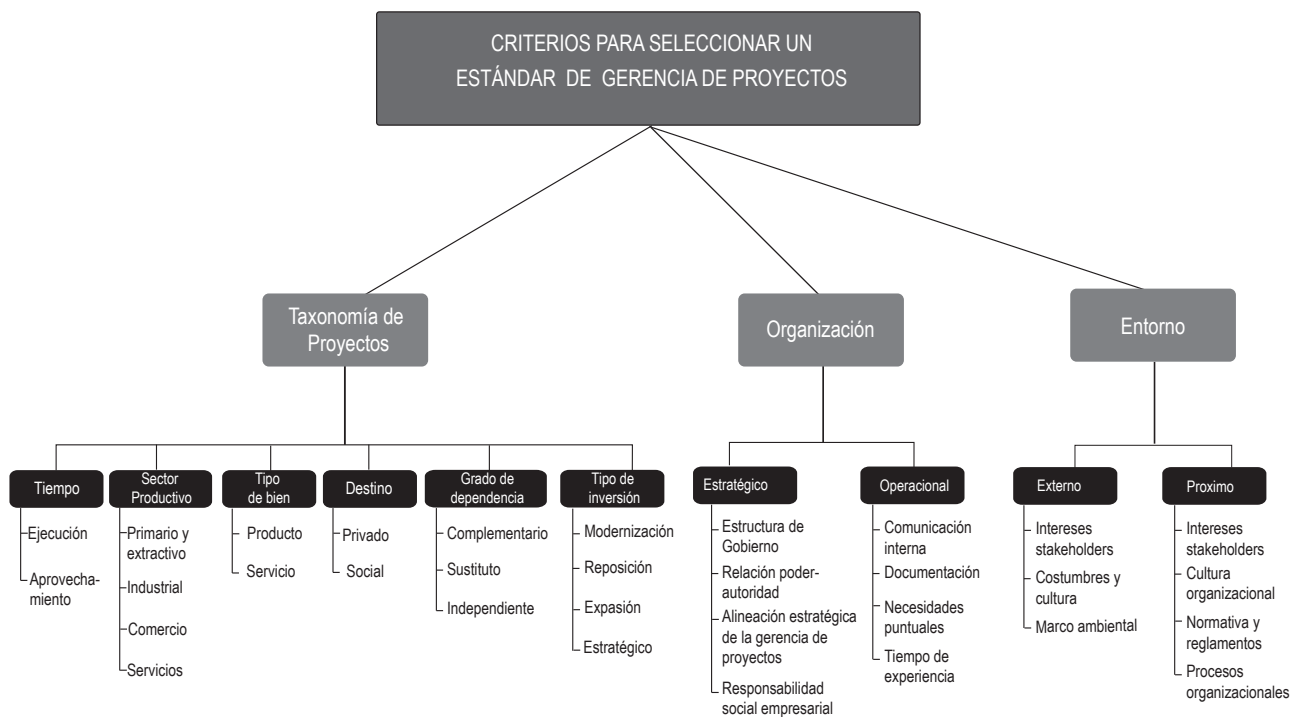 CRITERIOS PARA SELECCIONAR UN
ESTÁNDAR DE GERENCIA DE PROYECTOS
Taxonomía de
Proyectos
Organización
Entorno
Tiempo
Ejecución
Aprovecha-
miento
Sector
Productivo
Primario y
extractivo
Industrial
Comercio
Servicios
Tipo
de bien
Producto
Servicio
Destino
Privado
Social
Grado de
dependencia
Complementario
Sustituto
Independiente
Tipo de
inversión
Modernización
Reposición
Expasión
Estratégico
Estratégico
Estructura de
Gobierno
Relación poder-
autoridad
Alineación estratégica
de la gerencia de
proyectos
Responsabilidad
social empresarial
Operacional
Comunicación
interna
Documentación
Necesidades
puntuales
Tiempo de
experiencia
Externo
Intereses
stakeholders
Costumbres y
cultura
Marco ambiental
Proximo
Intereses
stakeholders
Cultura
organizacional
Normativa y
reglamentos
Procesos
organizacionales